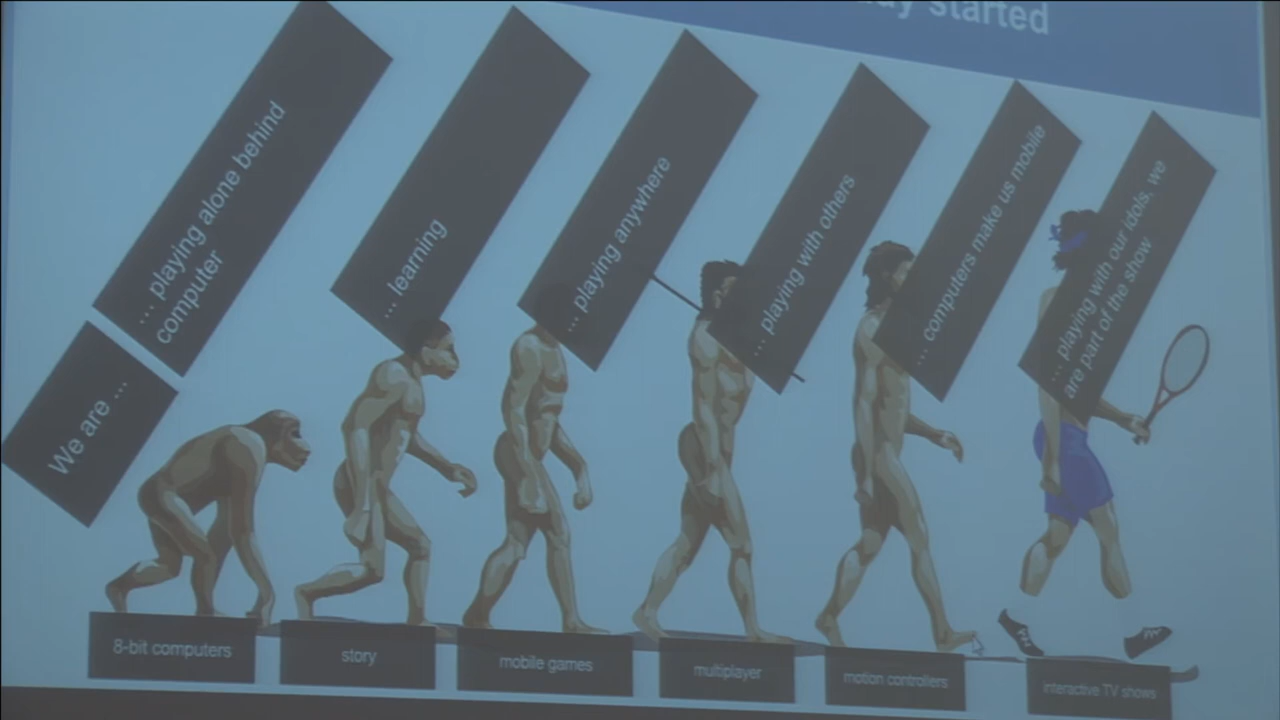 started
We are ...
... playing alone behind
computer
... learning
... playing anywhere
... playing with others
... computers make us mobile
... playing with our idols, we
are part of the show
8-bit computers
story
mobile games
multiplayer
motion controllers
interactive TV shows